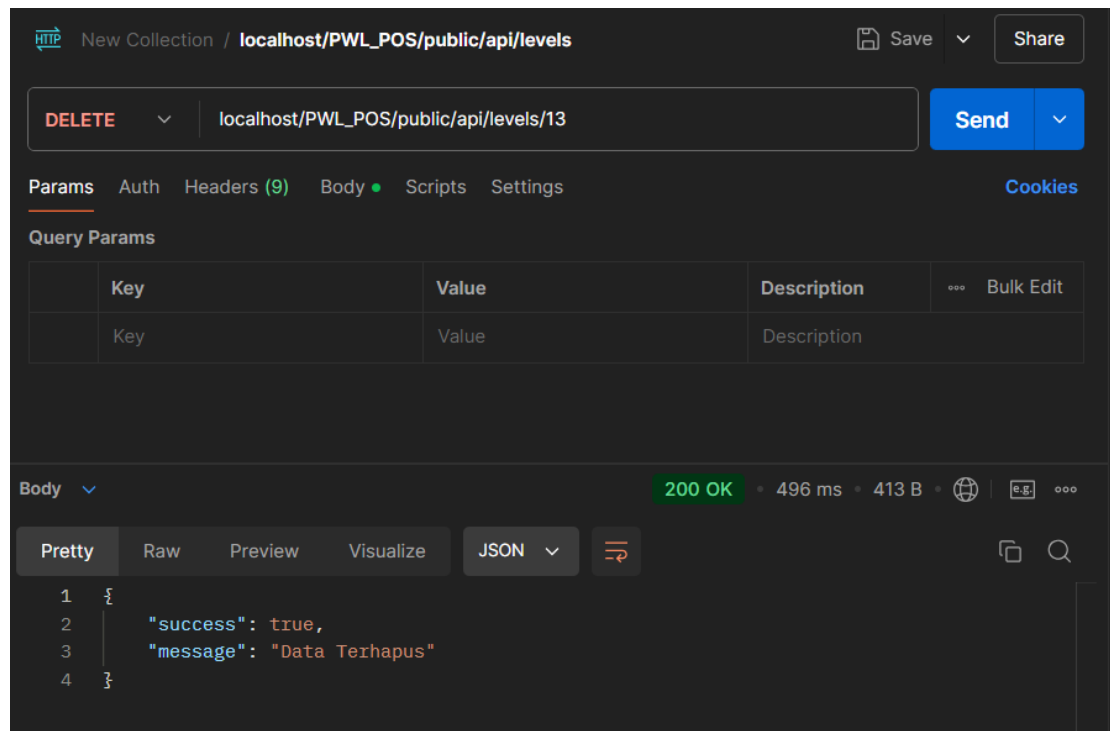 HTTP New Collection / localhost/PWL_POS/public/api/levels Save Share
DELETE localhost/PWL_POS/public/api/levels/13 Send
Params Auth Headers (9) Body Scripts Settings Cookies
Query Params
Key Value Description ooo Bulk Edit
Key Value Description
Body 200 OK • 496 ms • 413 B • e.g. ooo
Pretty Raw Preview Visualize JSON
1 {
2 "success": true,
3 "message": "Data Terhapus"
4 }